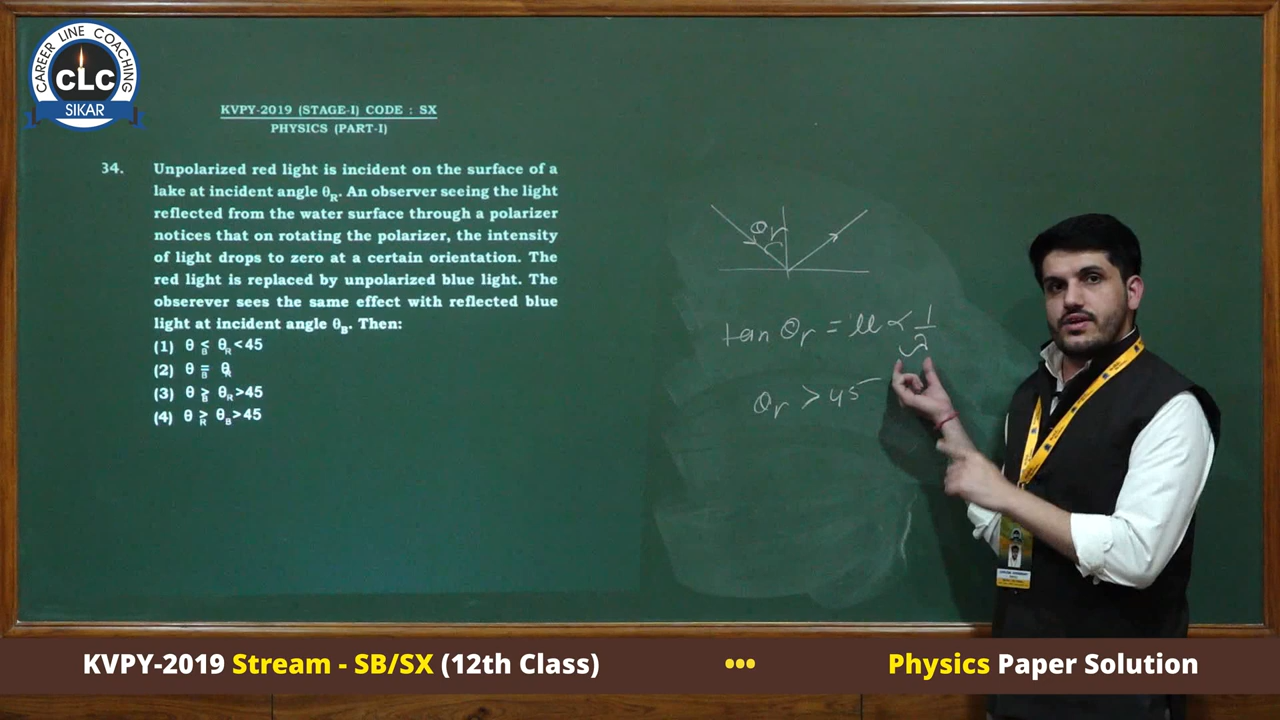 CAREER LINE COACHING
CLC
SIKAR
KVPY-2019 (STAGE-I) CODE : SX
PHYSICS (PART-I)
34. Unpolarized red light is incident on the surface of a
lake at incident angle θR. An observer seeing the light
reflected from the water surface through a polarizer
notices that on rotating the polarizer, the intensity
of light drops to zero at a certain orientation. The
red light is replaced by unpolarized blue light. The
obserever sees the same effect with reflected blue
light at incident angle θB. Then:
(1) θB < θR < 45
(2) θB = θR
(3) θB > θR > 45
(4) θR > θB > 45
θr
tan θr = μ ∝ 1/λ
θr > 45
KVPY-2019 Stream - SB/SX (12th Class) ••• Physics Paper Solution